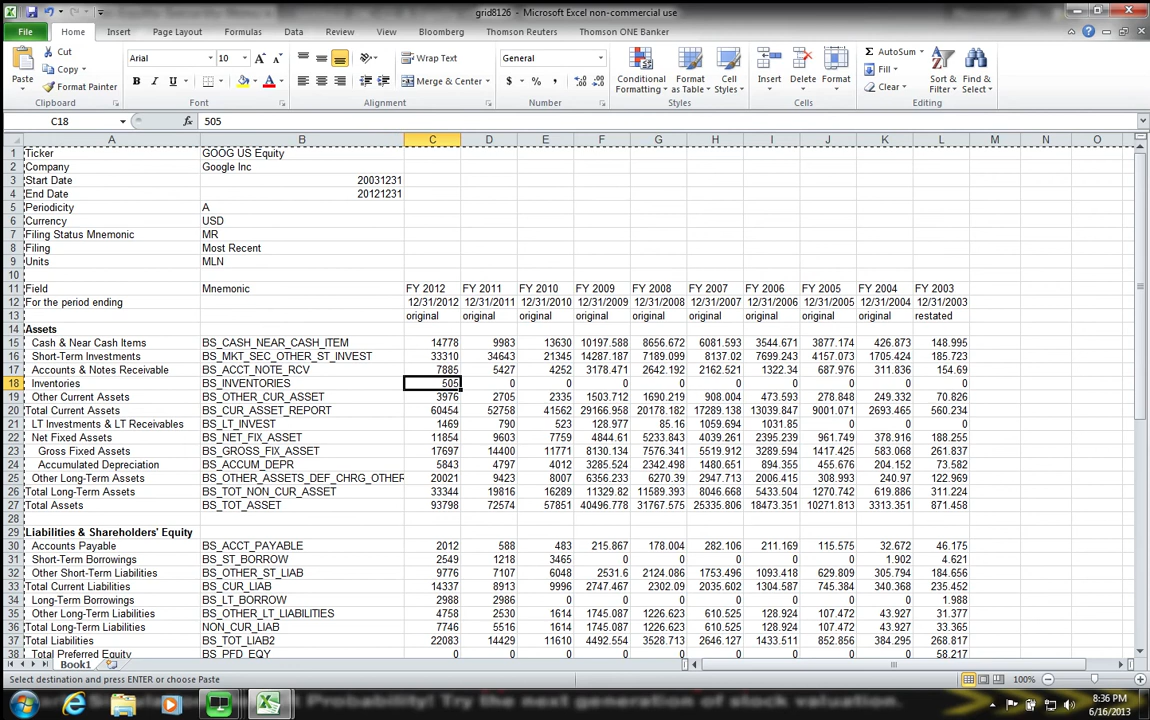 grid8126 - Microsoft Excel non-commercial use
File Home Insert Page Layout Formulas Data Review View Bloomberg Thomson Reuters Thomson ONE Banker
Cut Arial 10 Wrap Text General AutoSum
Copy Fill
Paste Format Painter B I U Merge & Center $ % , Conditional Formatting Format as Table Cell Styles Insert Delete Format Clear Sort & Filter Find & Select
Clipboard Font Alignment Number Styles Cells Editing
C18 fx 505
A B C D E F G H I J K L M N O
1 Ticker GOOG US Equity
2 Company Google Inc
3 Start Date 20031231
4 End Date 20121231
5 Periodicity A
6 Currency USD
7 Filing Status Mnemonic MR
8 Filing Most Recent
9 Units MLN
10
11 Field Mnemonic FY 2012 FY 2011 FY 2010 FY 2009 FY 2008 FY 2007 FY 2006 FY 2005 FY 2004 FY 2003
12 For the period ending 12/31/2012 12/31/2011 12/31/2010 12/31/2009 12/31/2008 12/31/2007 12/31/2006 12/31/2005 12/31/2004 12/31/2003
13 original original original original original original original original original restated
14 Assets
15 Cash & Near Cash Items BS_CASH_NEAR_CASH_ITEM 14778 9983 13630 10197.588 8656.672 6081.593 3544.671 3877.174 426.873 148.995
16 Short-Term Investments BS_MKT_SEC_OTHER_ST_INVEST 33310 34643 21345 14287.187 7189.099 8137.02 7699.243 4157.073 1705.424 185.723
17 Accounts & Notes Receivable BS_ACCT_NOTE_RCV 7885 5427 4252 3178.471 2642.192 2162.521 1322.34 687.976 311.836 154.69
18 Inventories BS_INVENTORIES 505 0 0 0 0 0 0 0 0 0
19 Other Current Assets BS_OTHER_CUR_ASSET 3976 2705 2335 1503.712 1690.219 908.004 473.593 278.848 249.332 70.826
20 Total Current Assets BS_CUR_ASSET_REPORT 60454 52758 41562 29166.958 20178.182 17289.138 13039.847 9001.071 2693.465 560.234
21 LT Investments & LT Receivables BS_LT_INVEST 1469 790 523 128.977 85.16 1059.694 1031.85 0 0 0
22 Net Fixed Assets BS_NET_FIX_ASSET 11854 9603 7759 4844.61 5233.843 4039.261 2395.239 961.749 378.916 188.255
23 Gross Fixed Assets BS_GROSS_FIX_ASSET 17697 14400 11771 8130.134 7576.341 5519.912 3289.594 1417.425 583.068 261.837
24 Accumulated Depreciation BS_ACCUM_DEPR 5843 4797 4012 3285.524 2342.498 1480.651 894.355 455.676 204.152 73.582
25 Other Long-Term Assets BS_OTHER_ASSETS_DEF_CHRG_OTHER 20021 9423 8007 6356.233 6270.39 2947.713 2006.415 308.993 240.97 122.969
26 Total Long-Term Assets BS_TOT_NON_CUR_ASSET 33344 19816 16289 11329.82 11589.393 8046.668 5433.504 1270.742 619.886 311.224
27 Total Assets BS_TOT_ASSET 93798 72574 57851 40496.778 31767.575 25335.806 18473.351 10271.813 3313.351 871.458
28
29 Liabilities & Shareholders' Equity
30 Accounts Payable BS_ACCT_PAYABLE 2012 588 483 215.867 178.004 282.106 211.169 115.575 32.672 46.175
31 Short-Term Borrowings BS_ST_BORROW 2549 1218 3465 0 0 0 0 0 1.902 4.621
32 Other Short-Term Liabilities BS_OTHER_ST_LIAB 9776 7107 6048 2531.6 2124.086 1753.496 1093.418 629.809 305.794 184.656
33 Total Current Liabilities BS_CUR_LIAB 14337 8913 9996 2747.467 2302.09 2035.602 1304.587 745.384 340.368 235.452
34 Long-Term Borrowings BS_LT_BORROW 2988 2986 0 0 0 0 0 0 0 1.988
35 Other Long-Term Liabilities BS_OTHER_LT_LIABILITIES 4758 2530 1614 1745.087 1226.623 610.525 128.924 107.472 43.927 31.377
36 Total Long-Term Liabilities NON_CUR_LIAB 7746 5516 1614 1745.087 1226.623 610.525 128.924 107.472 43.927 33.365
37 Total Liabilities BS_TOT_LIAB2 22083 14429 11610 4492.554 3528.713 2646.127 1433.511 852.856 384.295 268.817
38 Total Preferred Equity BS_PFD_EQY 0 0 0 0 0 0 0 0 0 58.217
Book1
Select destination and press ENTER or choose Paste 100%
Probability! Try the next generation of stock valuation.
8:36 PM
6/16/2013